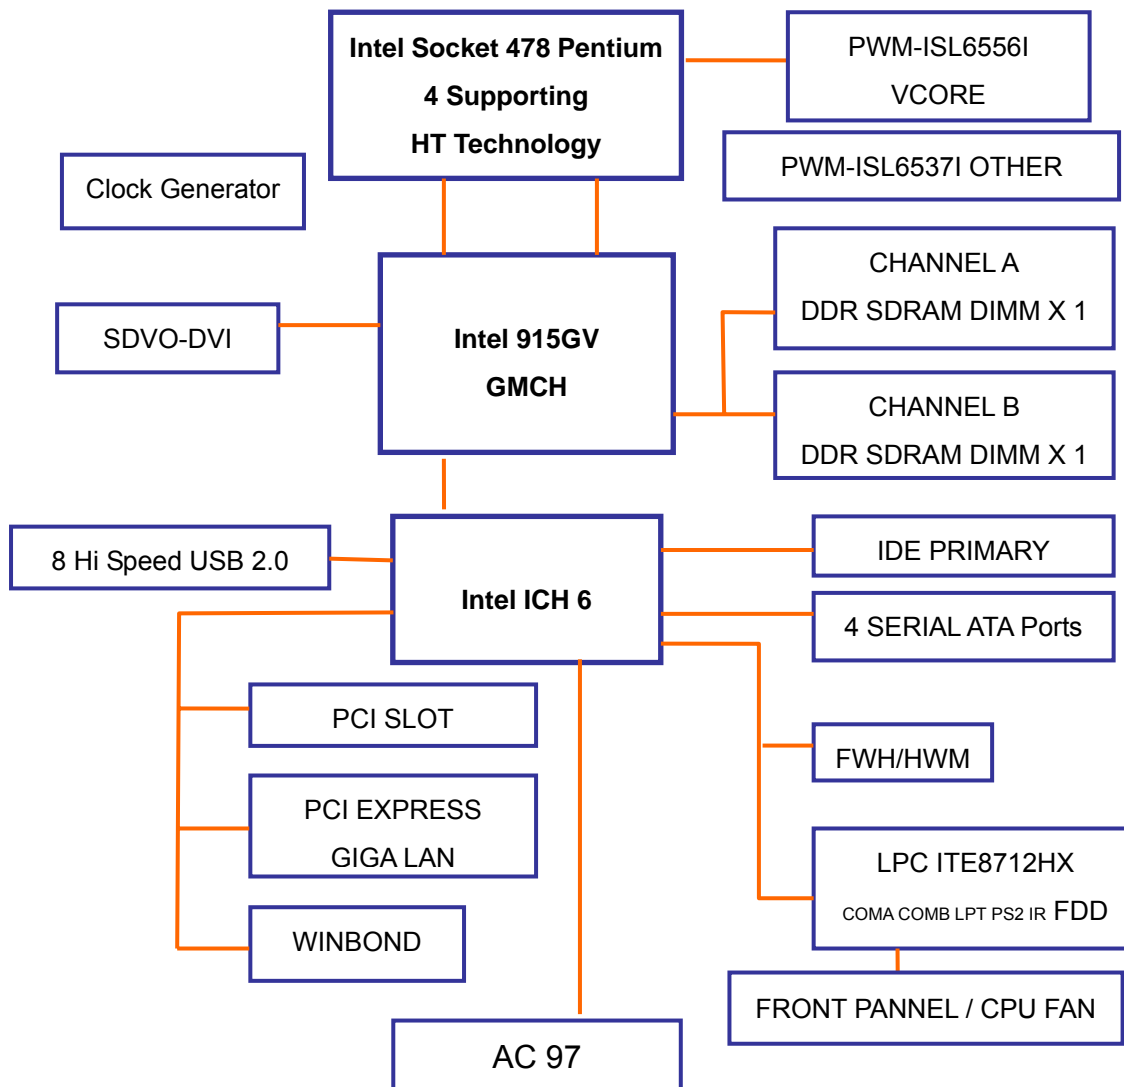 Intel Socket 478 Pentium
4 Supporting
HT Technology
PWM-ISL6556I
VCORE
PWM-ISL6537I OTHER
Clock Generator
CHANNEL A
DDR SDRAM DIMM X 1
SDVO-DVI
Intel 915GV
GMCH
CHANNEL B
DDR SDRAM DIMM X 1
8 Hi Speed USB 2.0
Intel ICH 6
IDE PRIMARY
4 SERIAL ATA Ports
PCI SLOT
FWH/HWM
PCI EXPRESS
GIGA LAN
LPC ITE8712HX
COMA COMB LPT PS2 IR FDD
WINBOND
FRONT PANNEL / CPU FAN
AC 97